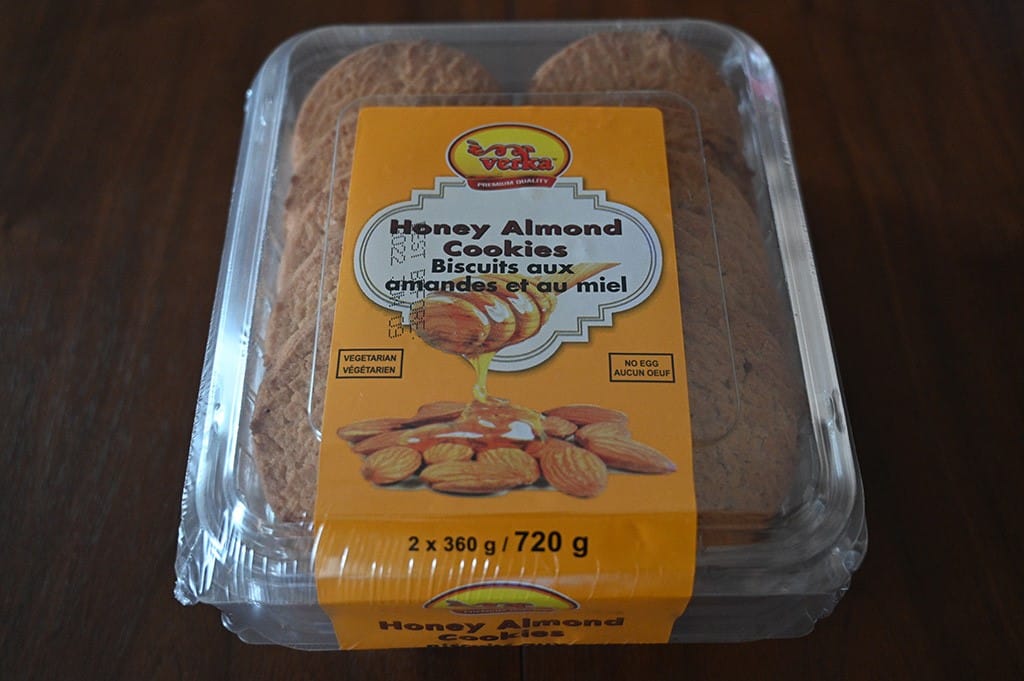 verka
PREMIUM QUALITY
Honey Almond
Cookies
Biscuits aux
amandes et au miel
VEGETARIAN
VÉGÉTARIEN
NO EGG
AUCUN OEUF
2 x 360 g / 720 g
Honey Almond
Cookies